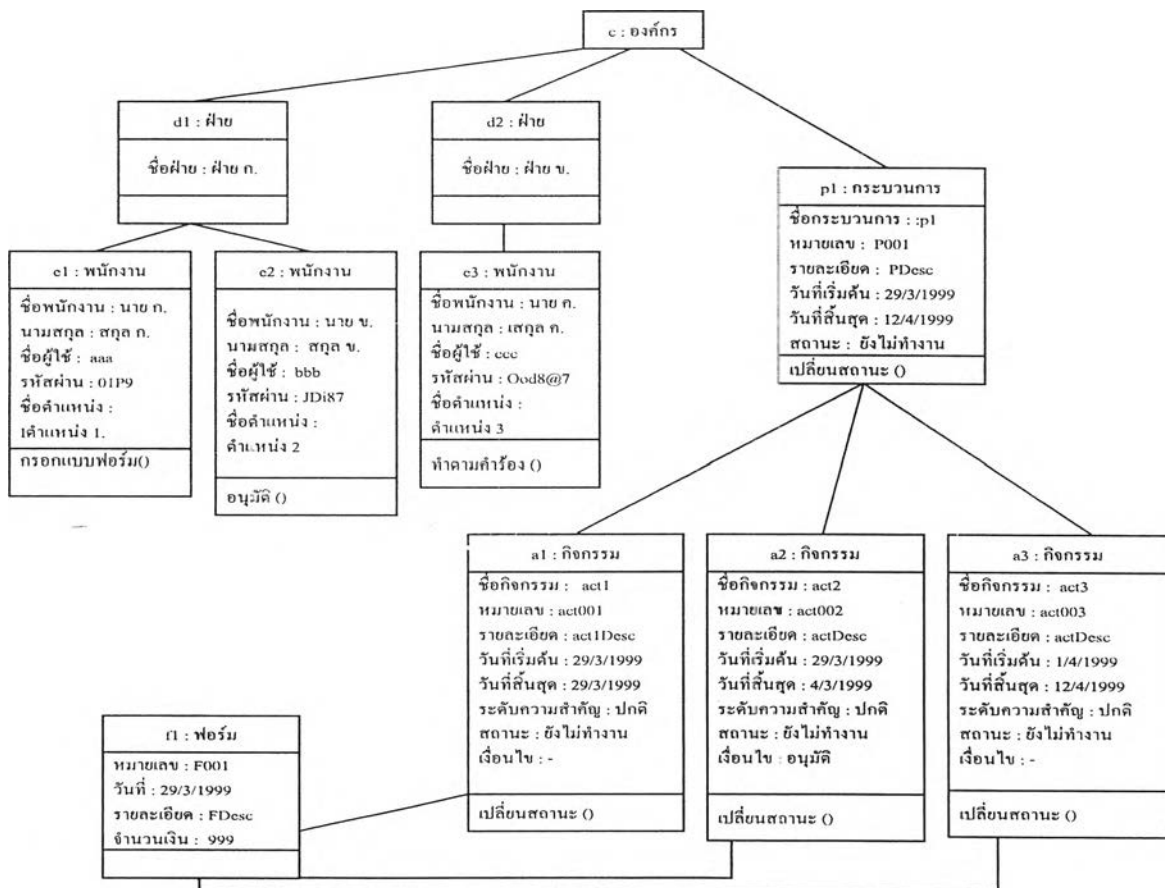 c : องค์กร
d1 : ฝ่าย
ชื่อฝ่าย : ฝ่าย ก.
d2 : ฝ่าย
ชื่อฝ่าย : ฝ่าย ข.
p1 : กระบวนการ
ชื่อกระบวนการ : :p1
หมายเลข : P001
รายละเอียด : PDesc
วันที่เริ่มต้น : 29/3/1999
วันที่สิ้นสุด : 12/4/1999
สถานะ : ยังไม่ทำงาน
เปลี่ยนสถานะ ()
e1 : พนักงาน
ชื่อพนักงาน : นาย ก.
นามสกุล : สกุล ก.
ชื่อผู้ใช้ : aaa
รหัสผ่าน : 01P9
ชื่อตำแหน่ง :
1ตำแหน่ง 1.
กรอกแบบฟอร์ม()
e2 : พนักงาน
ชื่อพนักงาน : นาย ข.
นามสกุล : สกุล ข.
ชื่อผู้ใช้ : bbb
รหัสผ่าน : JDi87
ชื่อตำแหน่ง :
ตำแหน่ง 2
อนุมัติ ()
e3 : พนักงาน
ชื่อพนักงาน : นาย ค.
นามสกุล : เสกุล ค.
ชื่อผู้ใช้ : ccc
รหัสผ่าน : Ood8@7
ชื่อตำแหน่ง :
ตำแหน่ง 3
ทำตามคำร้อง ()
a1 : กิจกรรม
ชื่อกิจกรรม : act1
หมายเลข : act001
รายละเอียด : act1Desc
วันที่เริ่มต้น : 29/3/1999
วันที่สิ้นสุด : 29/3/1999
ระดับความสำคัญ : ปกติ
สถานะ : ยังไม่ทำงาน
เงื่อนไข : -
เปลี่ยนสถานะ ()
a2 : กิจกรรม
ชื่อกิจกรรม : act2
หมายเลข : act002
รายละเอียด : actDesc
วันที่เริ่มต้น : 29/3/1999
วันที่สิ้นสุด : 4/3/1999
ระดับความสำคัญ : ปกติ
สถานะ : ยังไม่ทำงาน
เงื่อนไข : อนุมัติ
เปลี่ยนสถานะ ()
a3 : กิจกรรม
ชื่อกิจกรรม : act3
หมายเลข : act003
รายละเอียด : actDesc
วันที่เริ่มต้น : 1/4/1999
วันที่สิ้นสุด : 12/4/1999
ระดับความสำคัญ : ปกติ
สถานะ : ยังไม่ทำงาน
เงื่อนไข : -
เปลี่ยนสถานะ ()
f1 : ฟอร์ม
หมายเลข : F001
วันที่ : 29/3/1999
รายละเอียด : FDesc
จำนวนเงิน : 999